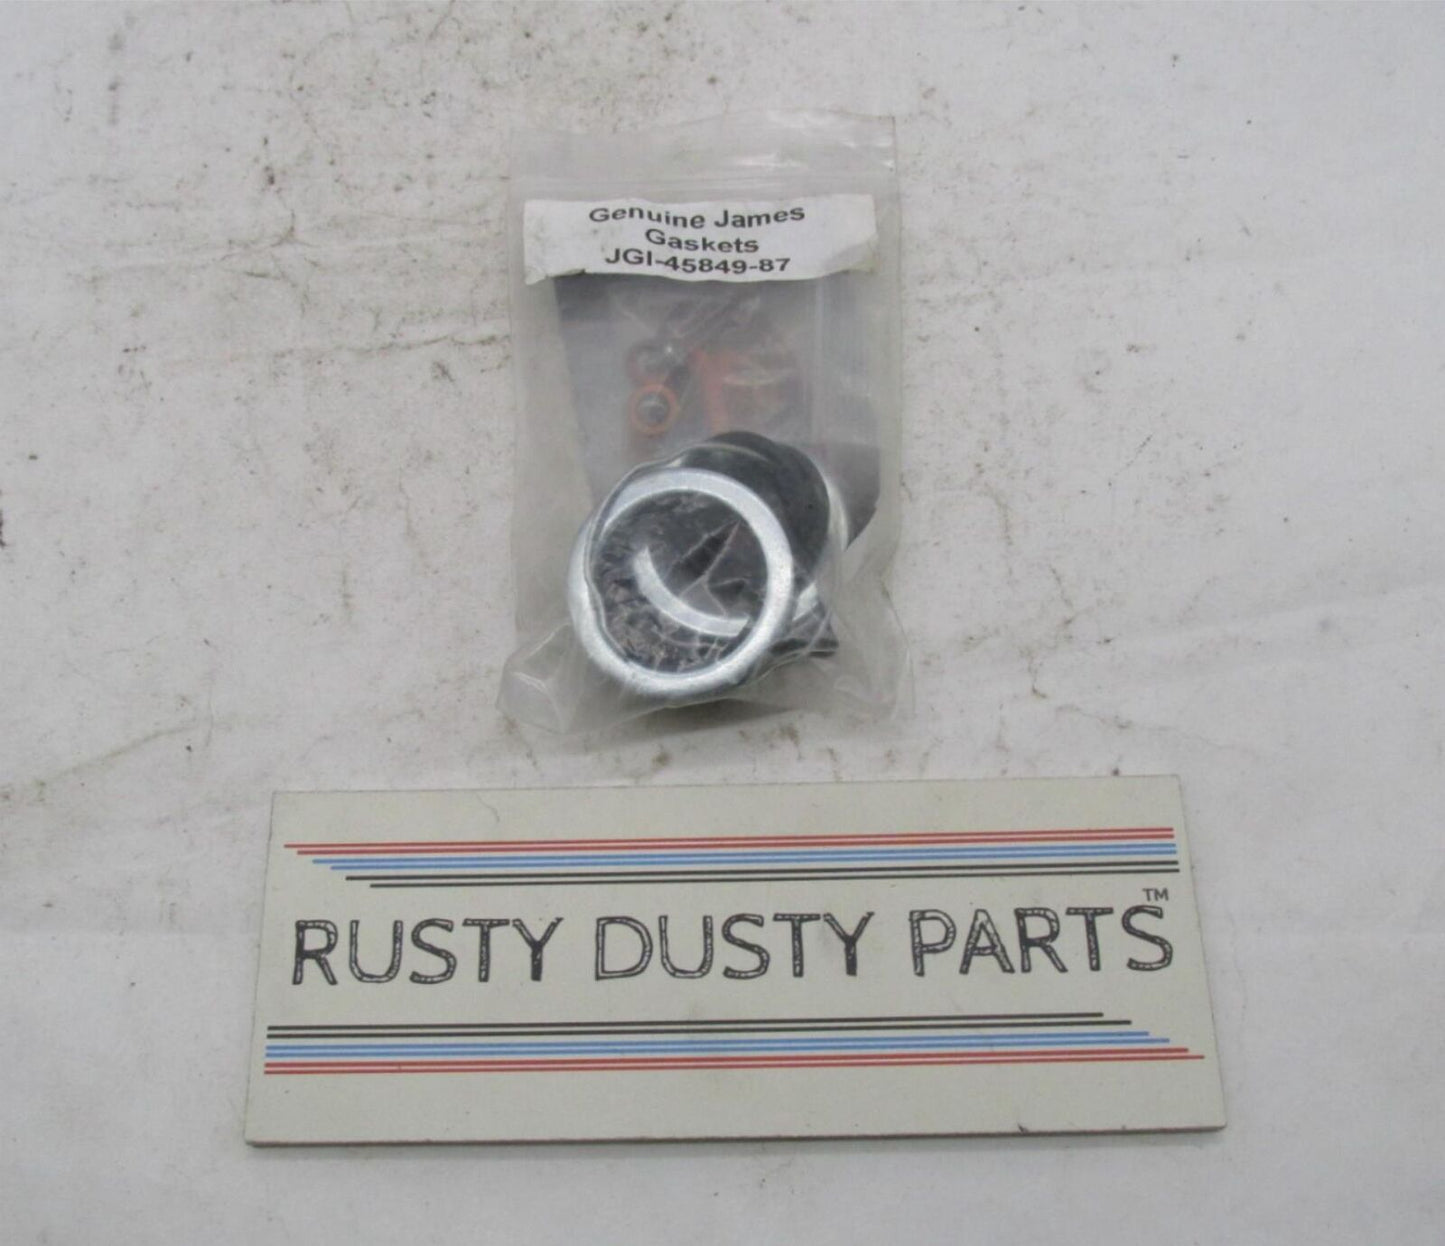 Genuine James
Gaskets
JGI-45849-87
RUSTY DUSTY PARTS™